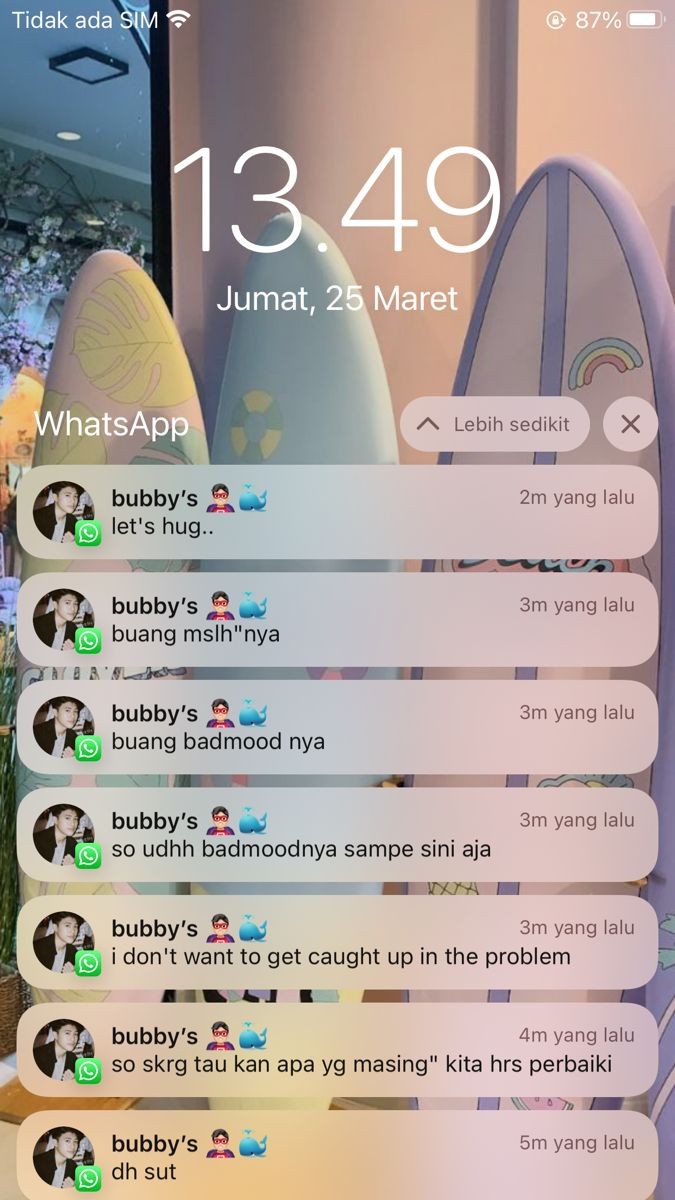 Tidak ada SIM
87%
13.49
Jumat, 25 Maret
WhatsApp
Lebih sedikit
bubby's 🦸🏻‍♂️🐳
2m yang lalu
let's hug..
bubby's 🦸🏻‍♂️🐳
3m yang lalu
buang mslh"nya
bubby's 🦸🏻‍♂️🐳
3m yang lalu
buang badmood nya
bubby's 🦸🏻‍♂️🐳
3m yang lalu
so udhh badmoodnya sampe sini aja
bubby's 🦸🏻‍♂️🐳
3m yang lalu
i don't want to get caught up in the problem
bubby's 🦸🏻‍♂️🐳
4m yang lalu
so skrg tau kan apa yg masing" kita hrs perbaiki
bubby's 🦸🏻‍♂️🐳
5m yang lalu
dh sut